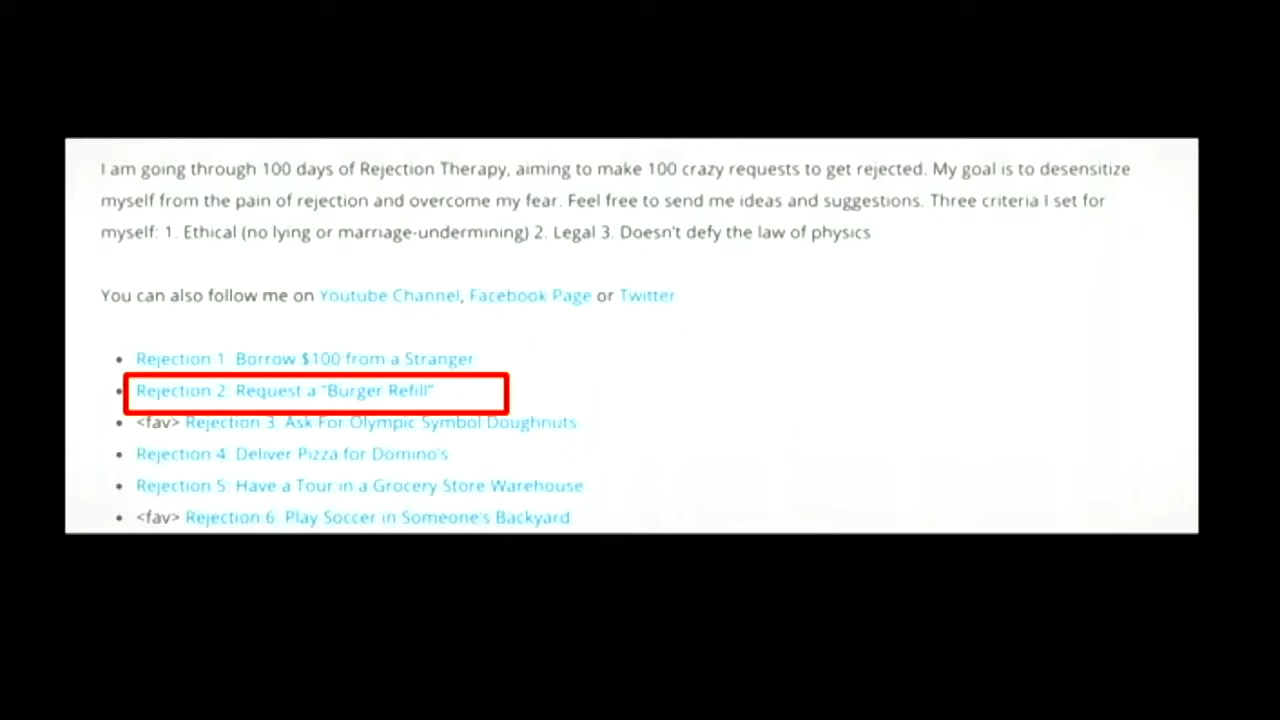 I am going through 100 days of Rejection Therapy, aiming to make 100 crazy requests to get rejected. My goal is to desensitize
myself from the pain of rejection and overcome my fear. Feel free to send me ideas and suggestions. Three criteria I set for
myself: 1. Ethical (no lying or marriage-undermining) 2. Legal 3. Doesn't defy the law of physics
You can also follow me on Youtube Channel, Facebook Page or Twitter
• Rejection 1: Borrow $100 from a Stranger
• Rejection 2: Request a "Burger Refill"
• <fav> Rejection 3: Ask For Olympic Symbol Doughnuts
• Rejection 4: Deliver Pizza for Domino's
• Rejection 5: Have a Tour in a Grocery Store Warehouse
• <fav> Rejection 6: Play Soccer in Someone's Backyard